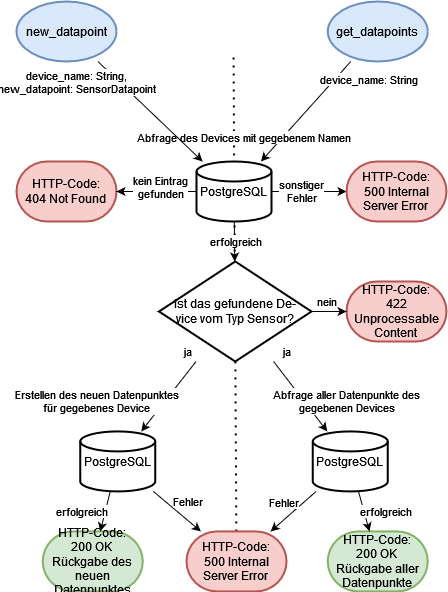 new_datapoint
get_datapoints
device_name: String,
new_datapoint: SensorDatapoint
device_name: String
Abfrage des Devices mit gegebenem Namen
HTTP-Code:
404 Not Found
kein Eintrag
gefunden
PostgreSQL
sonstiger
Fehler
HTTP-Code:
500 Internal
Server Error
erfolgreich
Ist das gefundene De-
vice vom Typ Sensor?
nein
HTTP-Code:
422
Unprocessable
Content
ja
ja
Erstellen des neuen Datenpunktes
für gegebenes Device
Abfrage aller Datenpunkte des
gegebenen Devices
PostgreSQL
PostgreSQL
erfolgreich
Fehler
Fehler
erfolgreich
HTTP-Code:
200 OK
Rückgabe des
neuen
Datenpunktes
HTTP-Code:
500 Internal
Server Error
HTTP-Code:
200 OK
Rückgabe aller
Datenpunkte